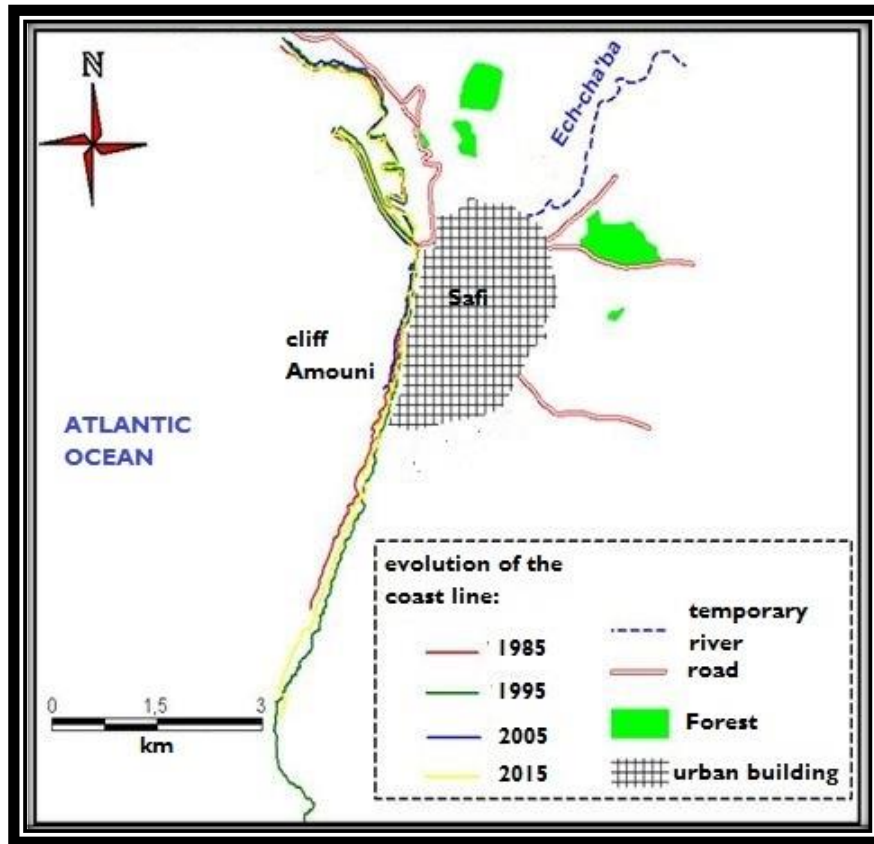 N
Ech-cha'ba
Safi
cliff
Amouni
ATLANTIC
OCEAN
evolution of the
coast line:
1985
1995
2005
2015
temporary
river
road
Forest
urban building
0 1,5 3
km